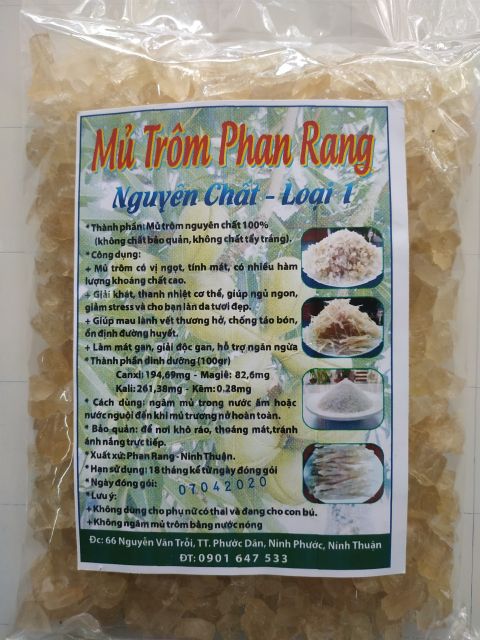 Mủ Trôm Phan Rang
Nguyên Chất - Loại 1
* Thành phần: Mủ trôm nguyên chất 100%
(không chất bảo quản, không chất tẩy trắng).
* Công dụng:
+ Mủ trôm có vị ngọt, tính mát, có nhiều hàm
lượng khoáng chất cao.
+ Giải khát, thanh nhiệt cơ thể, giúp ngủ ngon,
giảm stress và cho bạn làn da tươi đẹp.
+ Giúp mau lành vết thương hở, chống táo bón,
ổn định đường huyết.
+ Làm mát gan, giải độc gan, hỗ trợ ngăn ngừa
* Thành phần dinh dưỡng (100gr)
Canxi: 194,69mg - Magiê: 82,6mg
Kali: 261,38mg - Kẽm: 0.28mg
* Cách dùng: ngâm mủ trong nước ấm hoặc
nước nguội đến khi mủ trương nở hoàn toàn.
* Bảo quản: để nơi khô ráo, thoáng mát, tránh
ánh nắng trực tiếp.
* Xuất xứ: Phan Rang - Ninh Thuận.
* Hạn sử dụng: 18 tháng kể từ ngày đóng gói
* Ngày đóng gói: 07042020
* Lưu ý:
+ Không dùng cho phụ nữ có thai và đang cho con bú.
+ Không ngâm mủ trôm bằng nước nóng
Đc: 66 Nguyễn Văn Trỗi, TT. Phước Dân, Ninh Phước, Ninh Thuận
ĐT: 0901 647 533